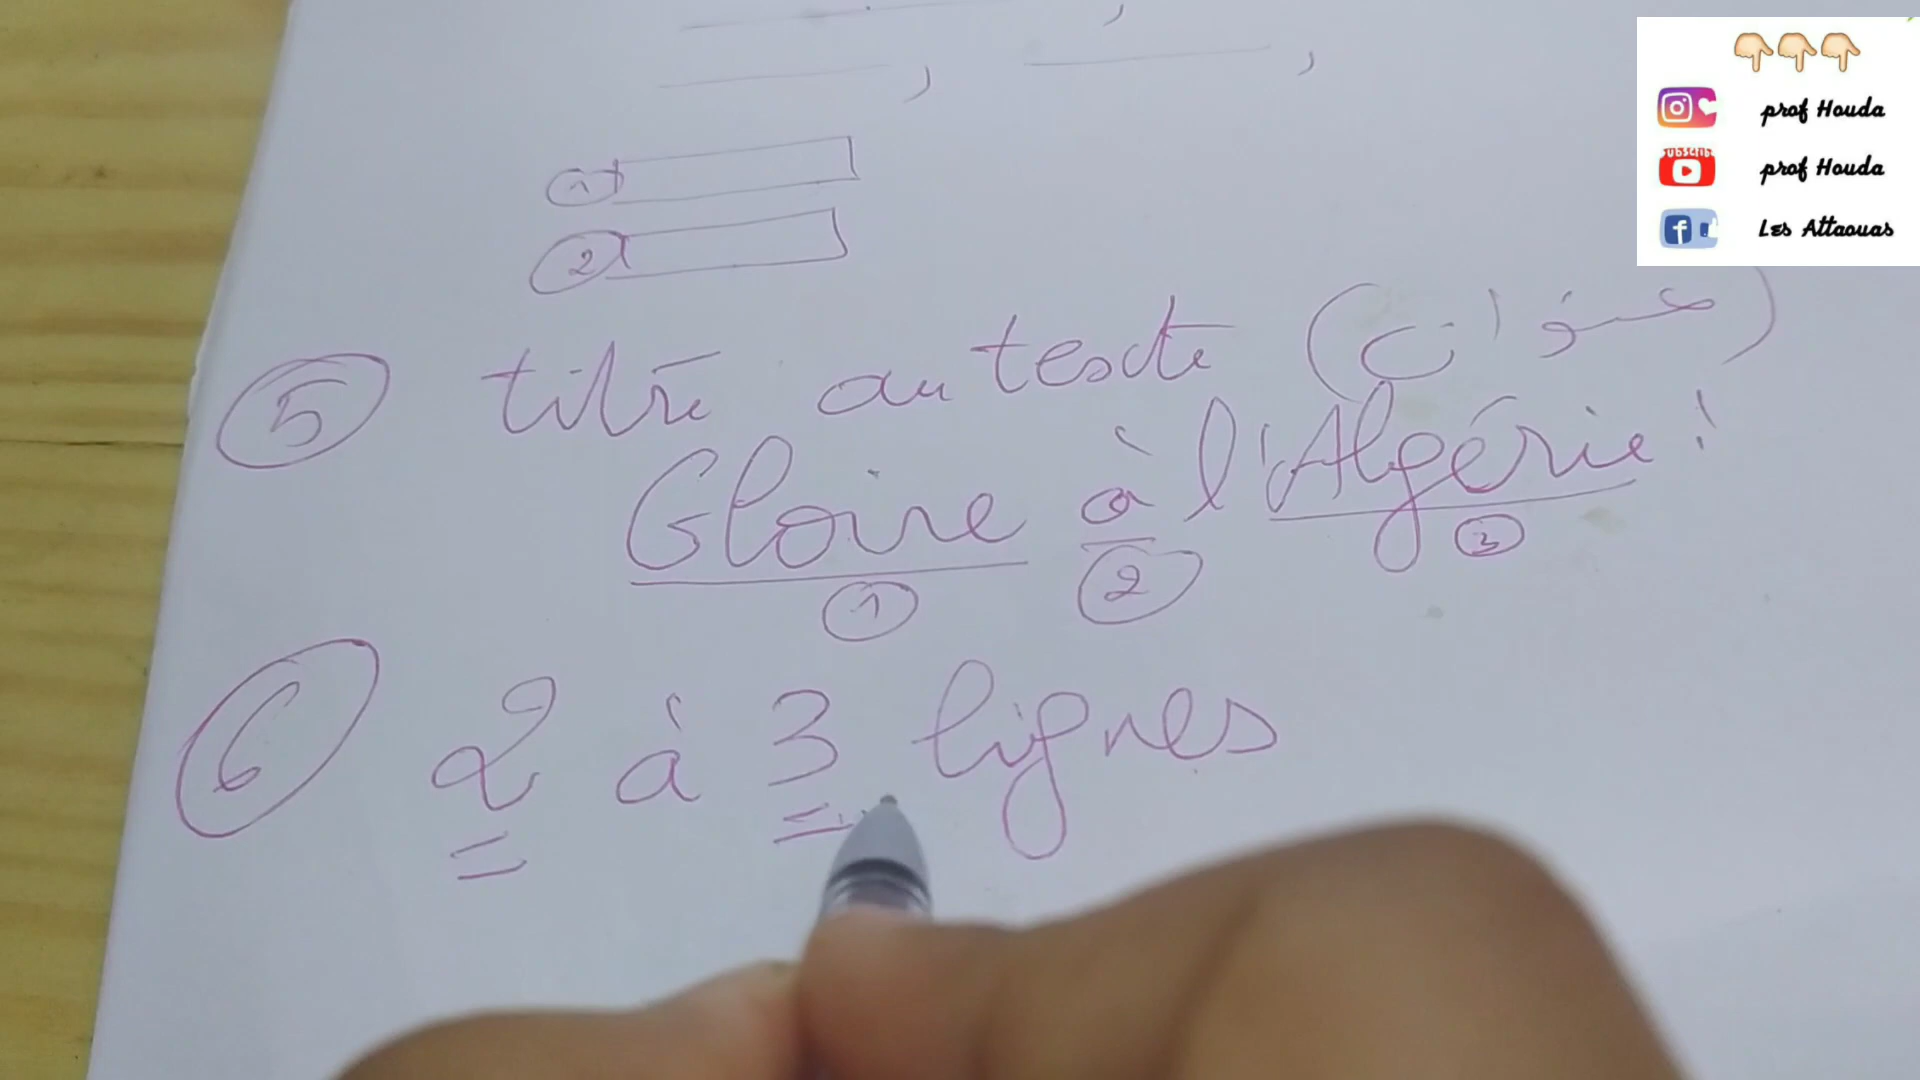 prof Houda
SUBSCRIBE
prof Houda
Les Attaouas
1
2
5 titre au texte (عنوان)
Gloire à l'Algérie !
1 2 3
6 2 à 3 lignes